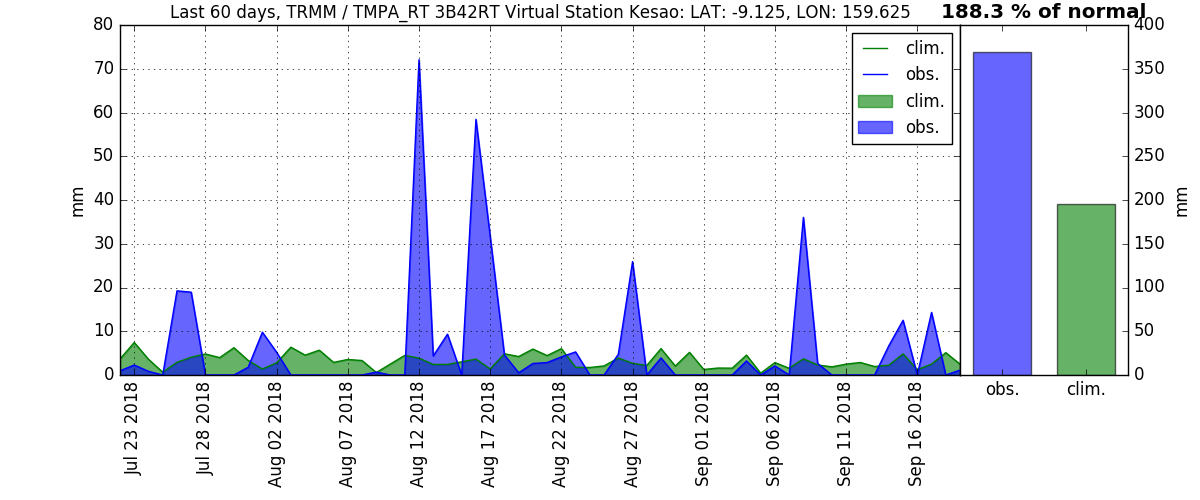 Last 60 days, TRMM / TMPA_RT 3B42RT Virtual Station Kesao: LAT: -9.125, LON: 159.625
188.3 % of normal
80
70
60
50
40
30
20
10
0
mm
clim.
obs.
clim.
obs.
400
350
300
250
200
150
100
50
0
mm
obs.
clim.
Jul 23 2018
Jul 28 2018
Aug 02 2018
Aug 07 2018
Aug 12 2018
Aug 17 2018
Aug 22 2018
Aug 27 2018
Sep 01 2018
Sep 06 2018
Sep 11 2018
Sep 16 2018